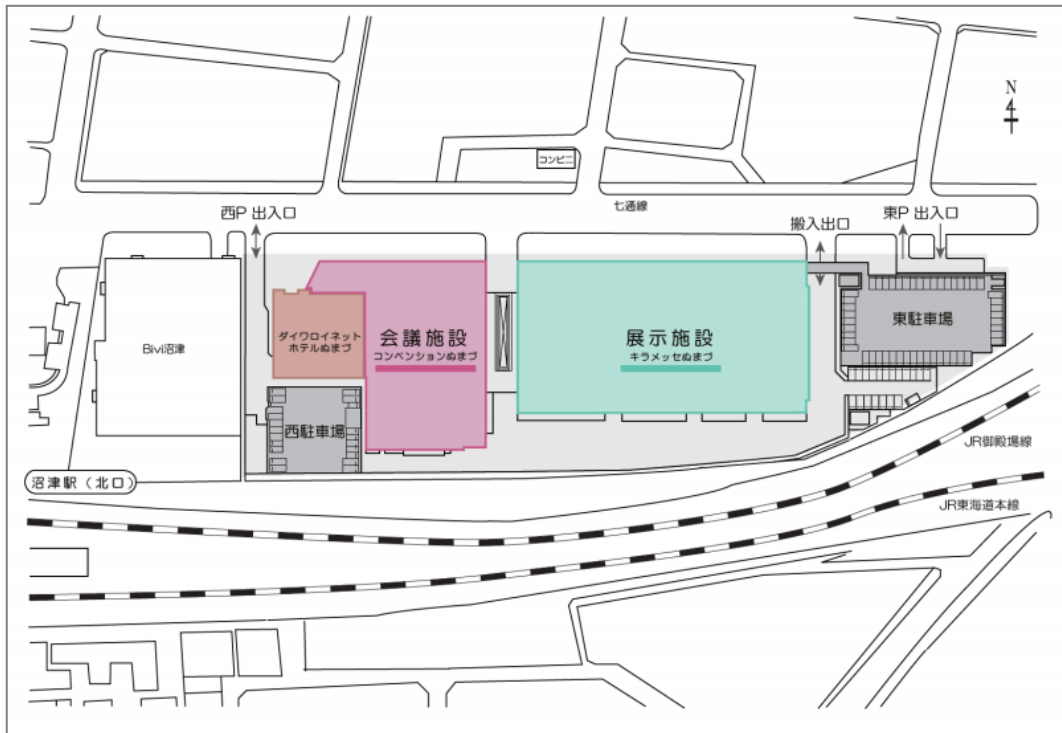 N
コンビニ
七通線
西P 出入口
搬入出口
東P 出入口
Bivi沼津
ダイワロイネット
ホテルぬまづ
会議施設
コンベンションぬまづ
展示施設
キラメッセぬまづ
東駐車場
西駐車場
沼津駅（北口）
JR御殿場線
JR東海道本線